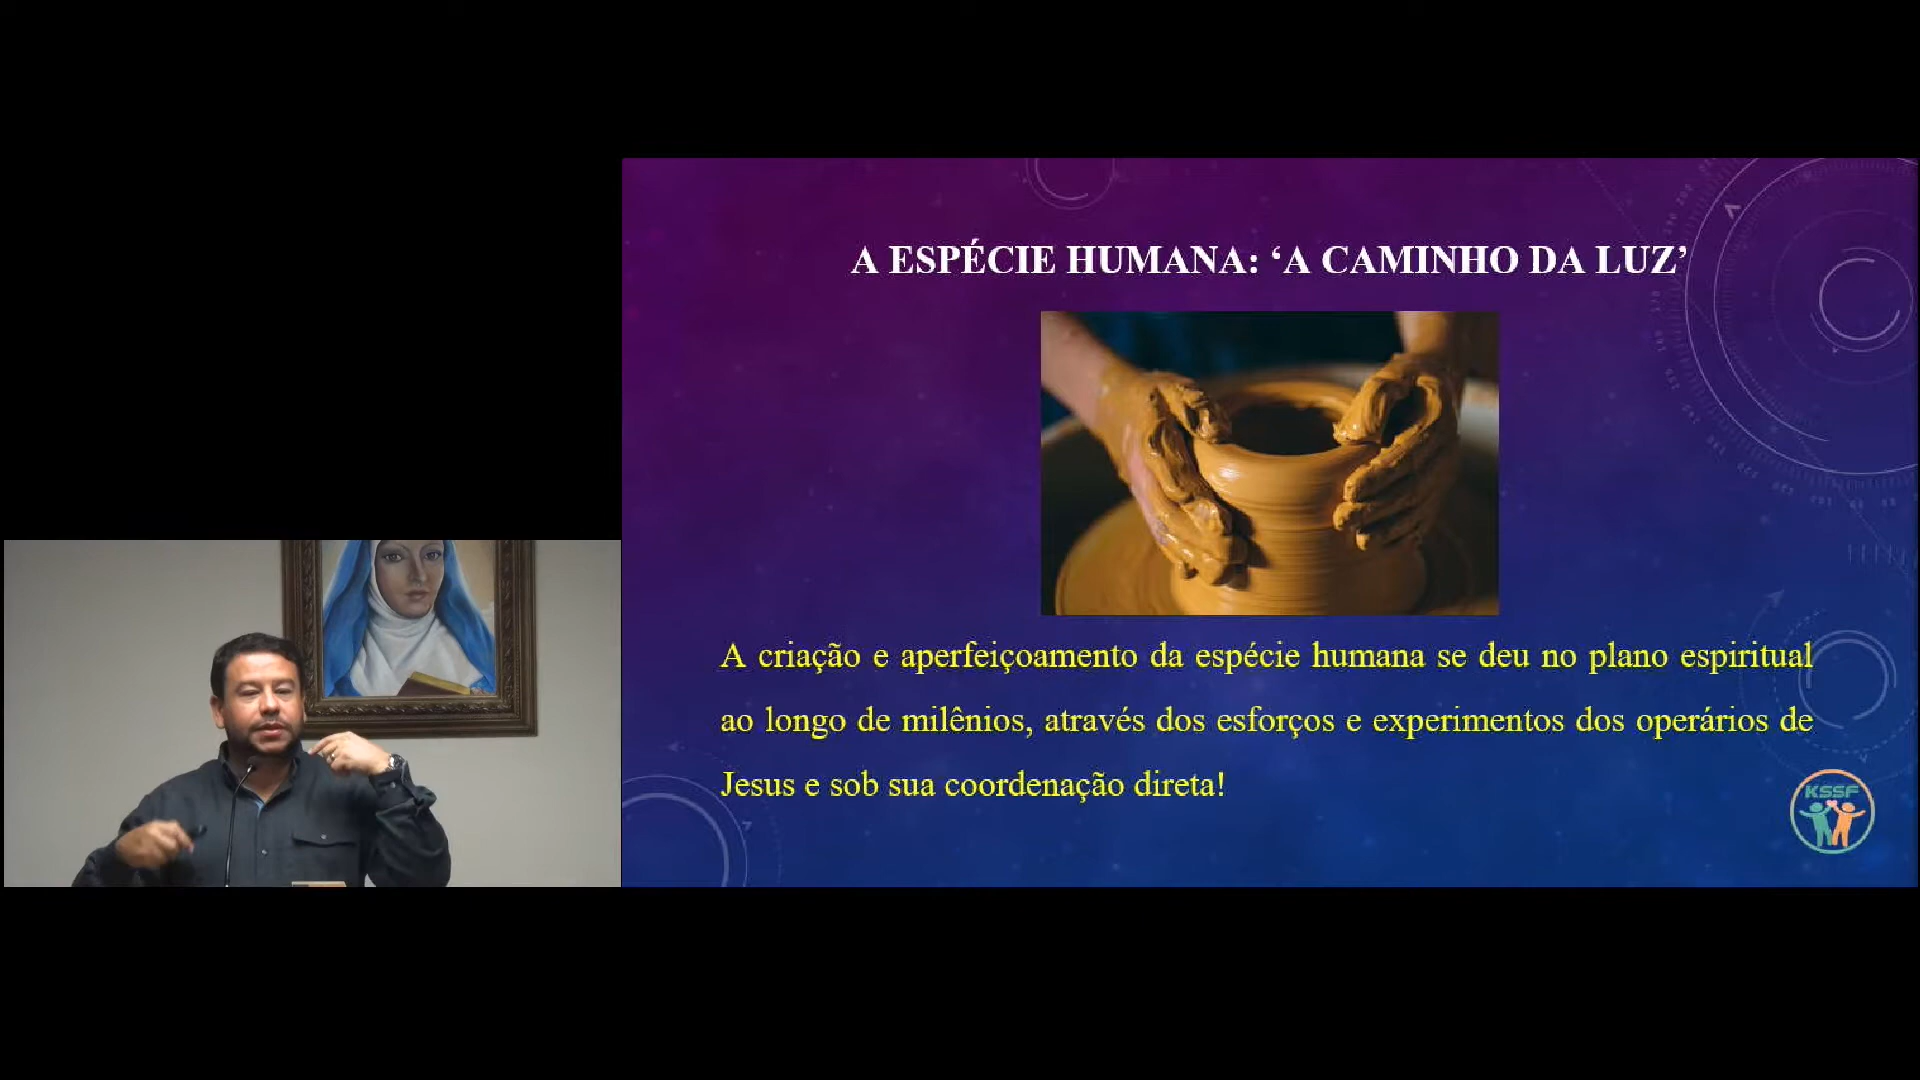 A ESPÉCIE HUMANA: ‘A CAMINHO DA LUZ’
A criação e aperfeiçoamento da espécie humana se deu no plano espiritual
ao longo de milênios, através dos esforços e experimentos dos operários de
Jesus e sob sua coordenação direta!
KSSF